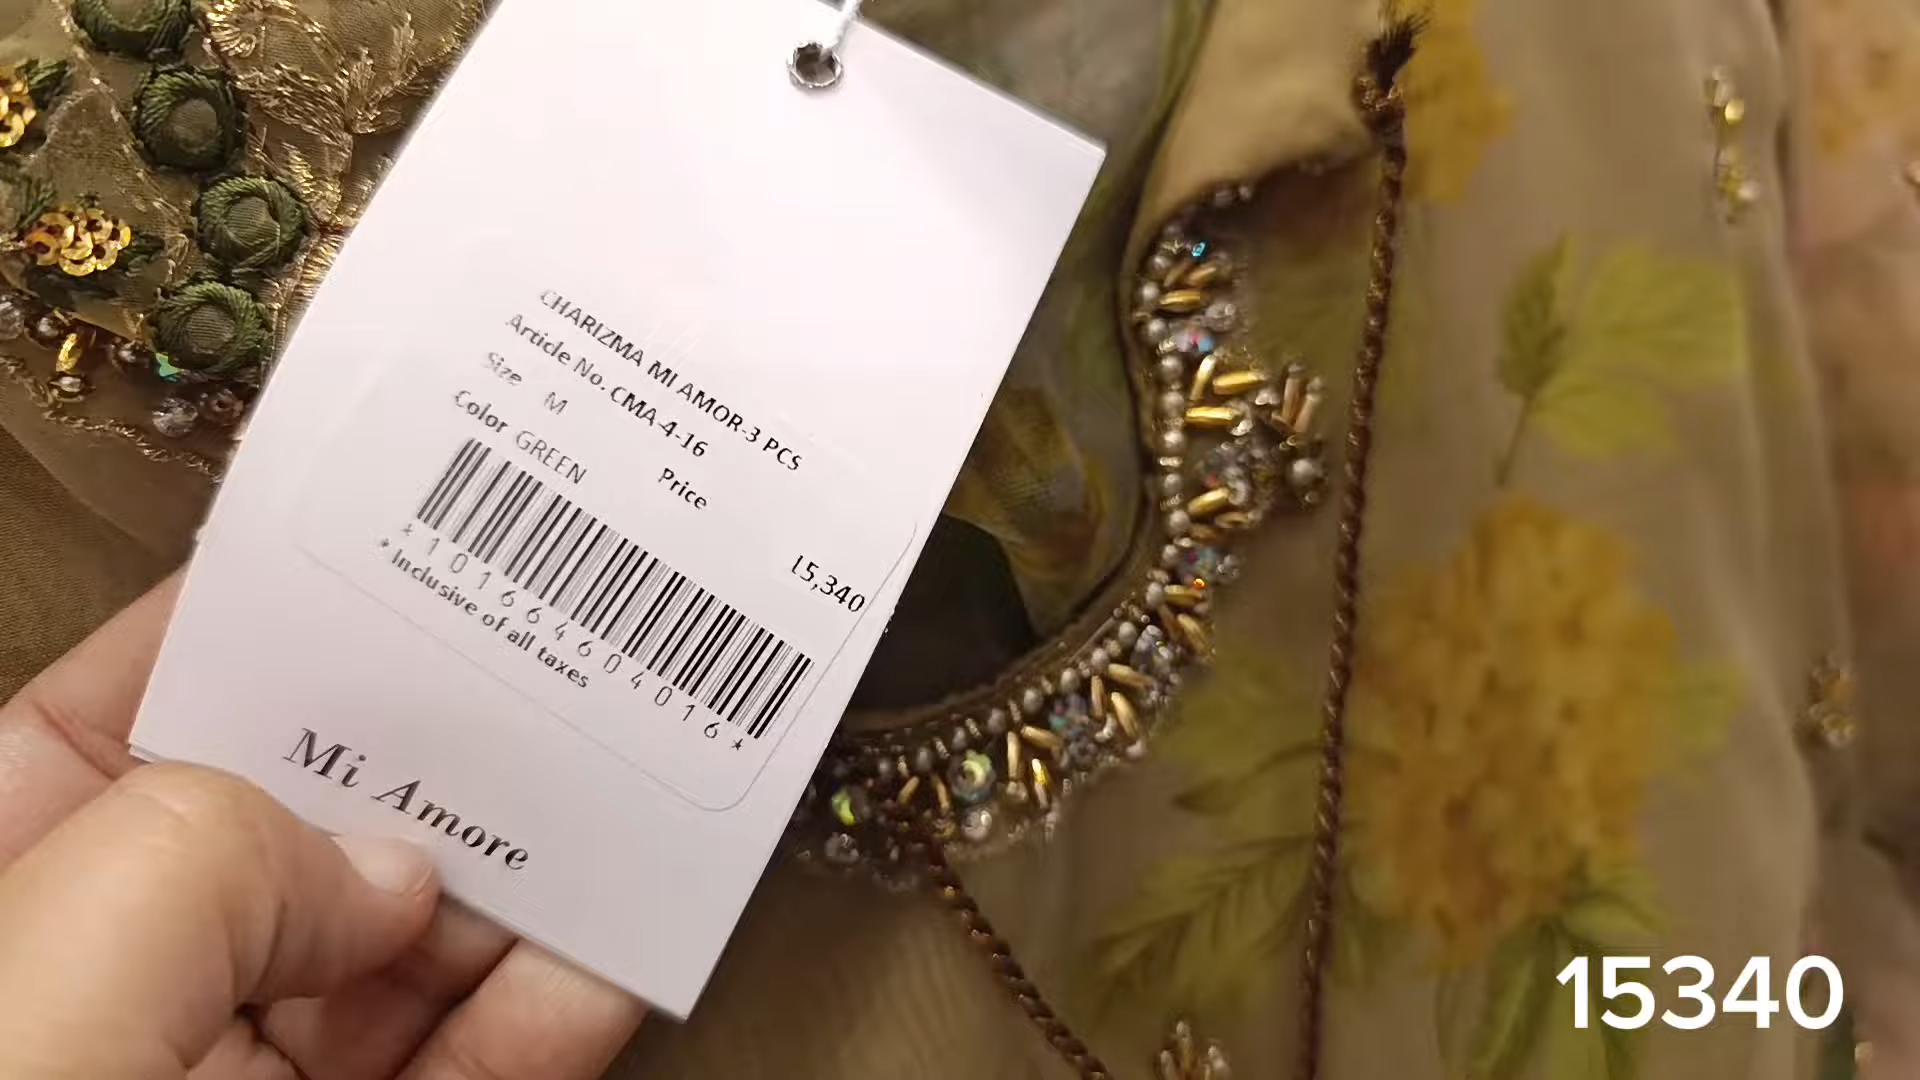 CHARIZMA MI AMOR-3 PCS
Article No. CMA-4-16
Size M
Color GREEN
Price
15,340
*101664604016*
* Inclusive of all taxes
Mi Amore
15340